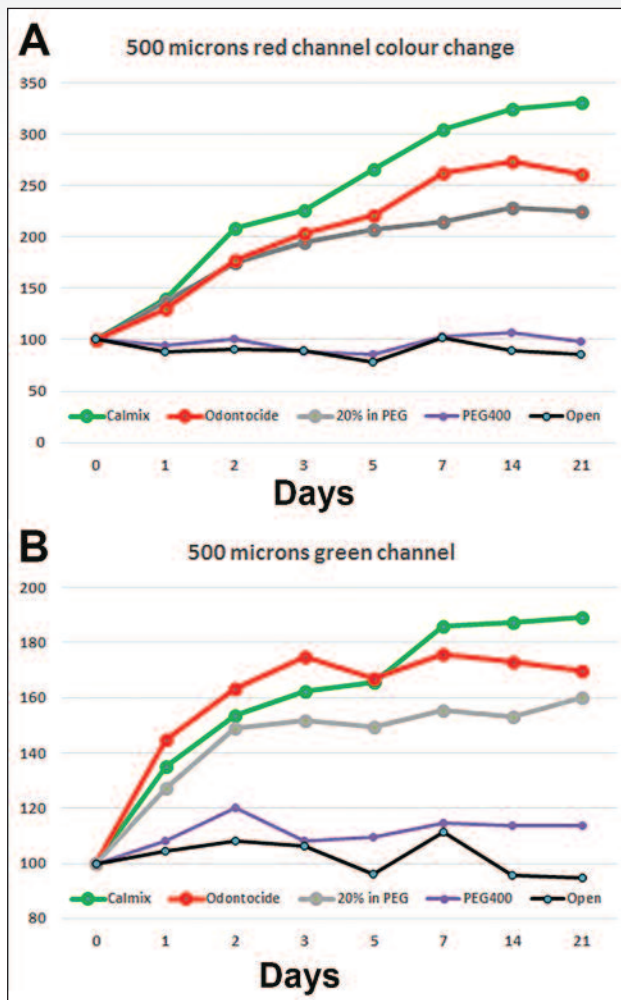 A
500 microns red channel colour change
350
300
250
200
150
100
50
Calmix Odontocide 20% in PEG PEG400 Open
0
0 1 2 3 5 7 14 21
Days
B
500 microns green channel
200
180
160
140
120
100
Calmix Odontocide 20% in PEG PEG400 Open
80
0 1 2 3 5 7 14 21
Days